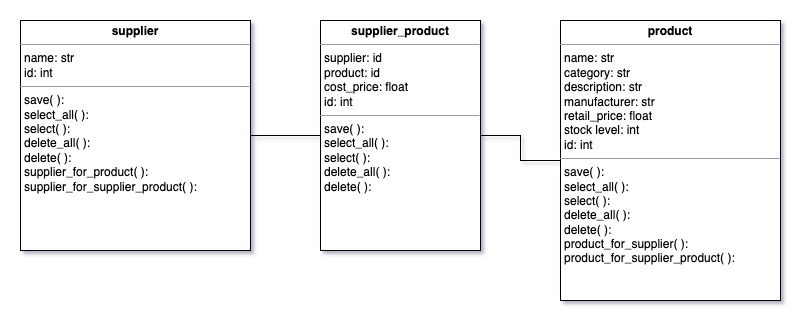 supplier
name: str
id: int
save( ):
select_all( ):
select( ):
delete_all( ):
delete( ):
supplier_for_product( ):
supplier_for_supplier_product( ):
supplier_product
supplier: id
product: id
cost_price: float
id: int
save( ):
select_all( ):
select( ):
delete_all( ):
delete( ):
product
name: str
category: str
description: str
manufacturer: str
retail_price: float
stock level: int
id: int
save( ):
select_all( ):
select( ):
delete_all( ):
delete( ):
product_for_supplier( ):
product_for_supplier_product( ):